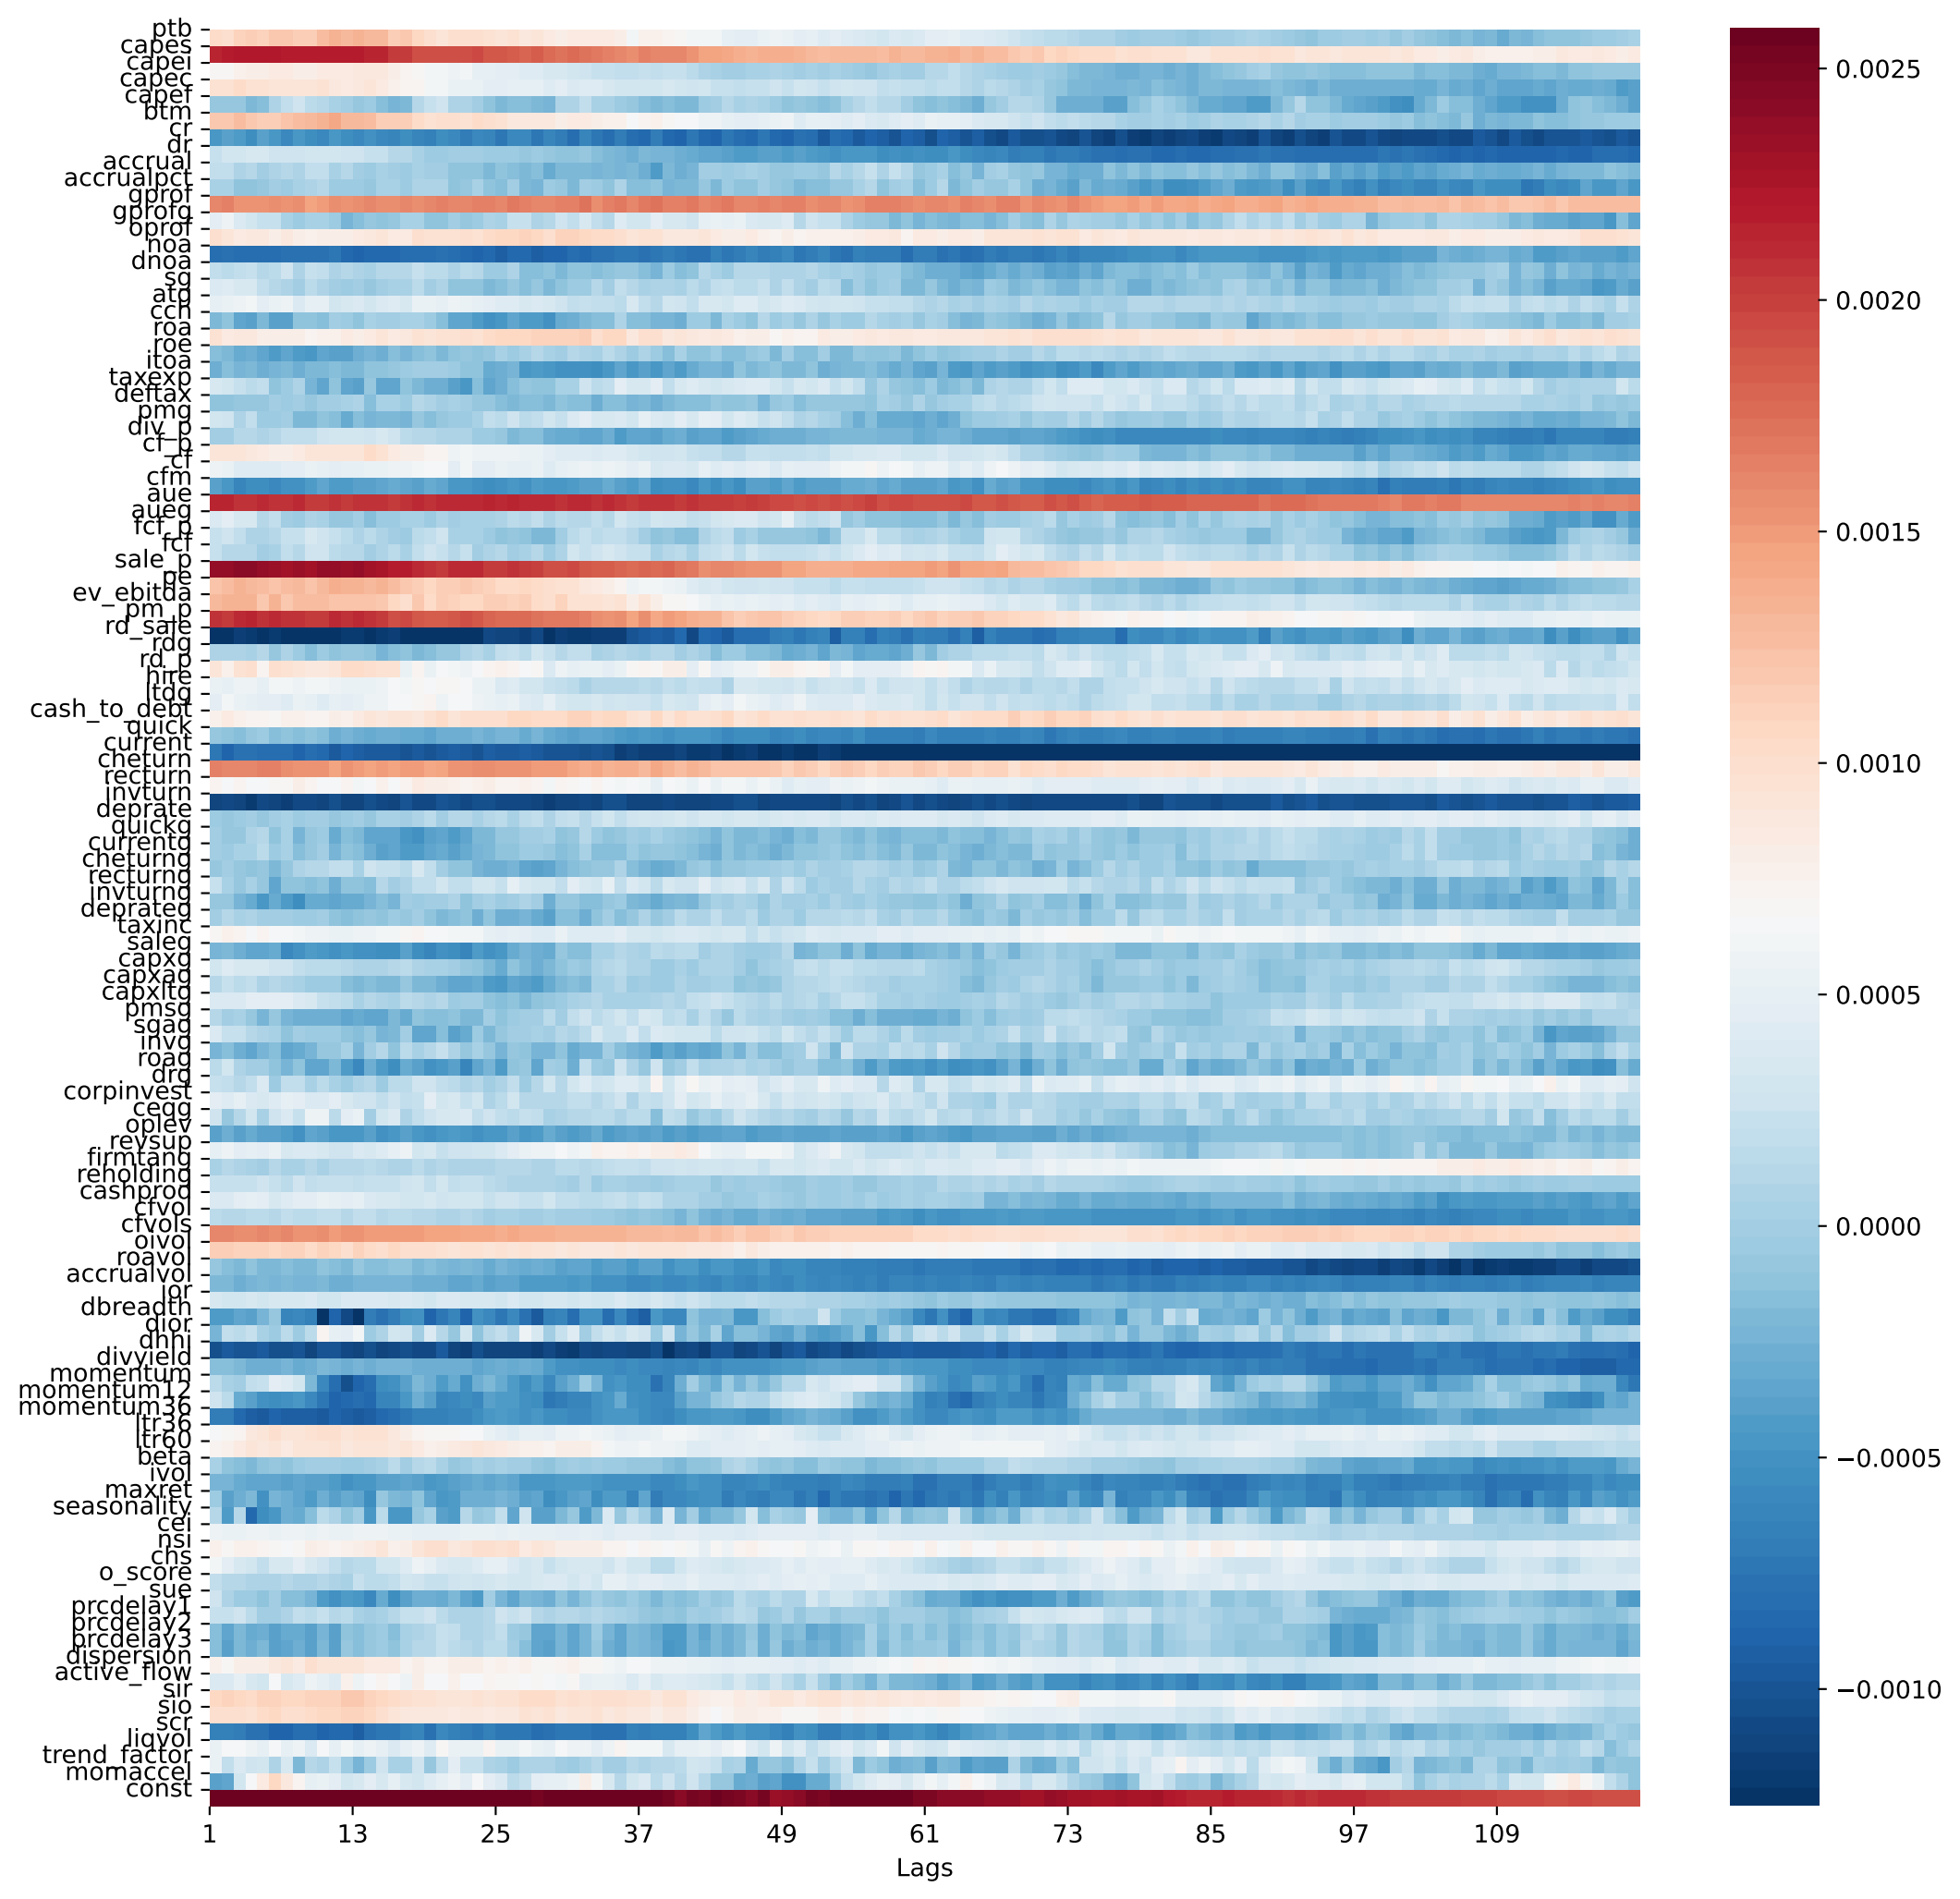 ptb
capes
capei
capec
capef
btm
cr
dr
accrual
accrualpct
gprof
gprofg
oprof
noa
dnoa
sg
atg
cch
roa
roe
itoa
taxexp
deftax
pmg
div_p
cf_p
cf
cfm
aue
aueg
fcf_p
fcf
sale_p
pe
ev_ebitda
pm_p
rd_sale
rdg
rd_p
hire
ltdg
cash_to_debt
quick
current
cheturn
recturn
invturn
deprate
quickg
currentg
cheturng
recturng
invturng
deprateg
taxinc
saleg
capxg
capxag
capxltg
pmsg
sgag
invg
roag
drg
corpinvest
ceqg
oplev
revsup
firmtang
reholding
cashprod
cfvol
cfvols
oivol
roavol
accrualvol
ior
dbreadth
dior
dhhi
divyield
momentum
momentum12
momentum36
ltr36
ltr60
beta
ivol
maxret
seasonality
cei
nsi
chs
o_score
sue
prcdelay1
prcdelay2
prcdelay3
dispersion
active_flow
sir
sio
scr
liqvol
trend_factor
momaccel
const
1 13 25 37 49 61 73 85 97 109
Lags
0.0025
0.0020
0.0015
0.0010
0.0005
0.0000
−0.0005
−0.0010